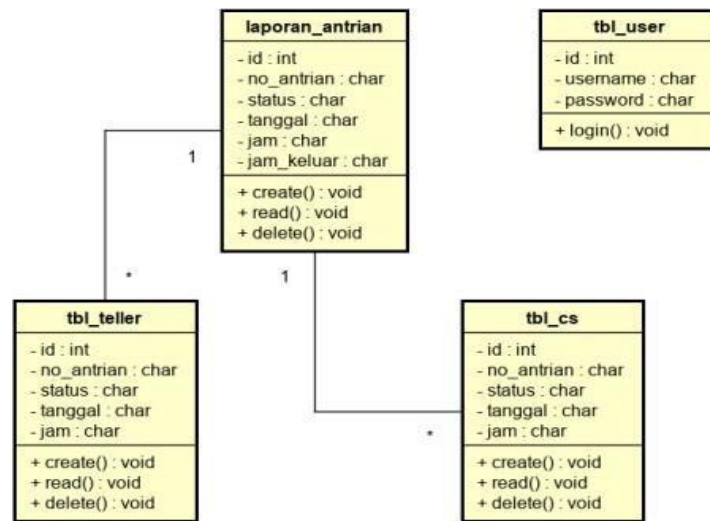 laporan_antrian
- id : int
- no_antrian : char
- status : char
- tanggal : char
- jam : char
- jam_keluar : char
+ create() : void
+ read() : void
+ delete() : void
tbl_user
- id : int
- username : char
- password : char
+ login() : void
1
*
1
*
tbl_teller
- id : int
- no_antrian : char
- status : char
- tanggal : char
- jam : char
+ create() : void
+ read() : void
+ delete() : void
tbl_cs
- id : int
- no_antrian : char
- status : char
- tanggal : char
- jam : char
+ create() : void
+ read() : void
+ delete() : void